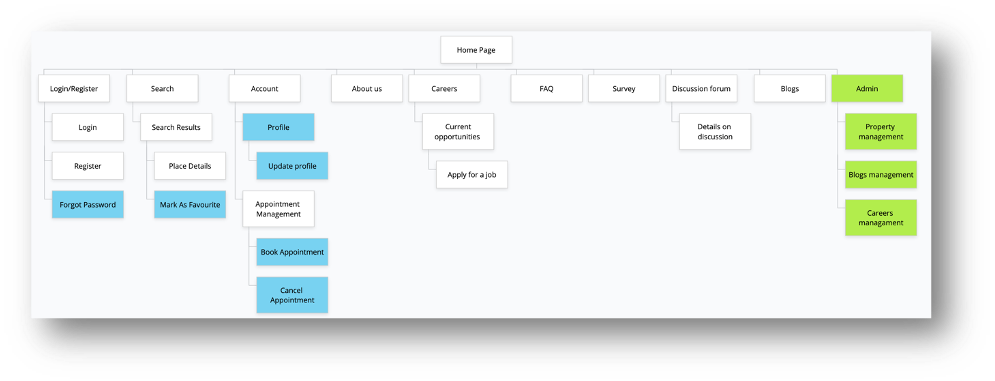 Home Page
Login/Register
Search
Account
About us
Careers
FAQ
Survey
Discussion forum
Blogs
Admin
Login
Search Results
Profile
Current
opportunities
Details on
discussion
Property
management
Register
Place Details
Update profile
Apply for a job
Blogs management
Forgot Password
Mark As Favourite
Appointment
Management
Careers
managament
Book Appointment
Cancel
Appointment